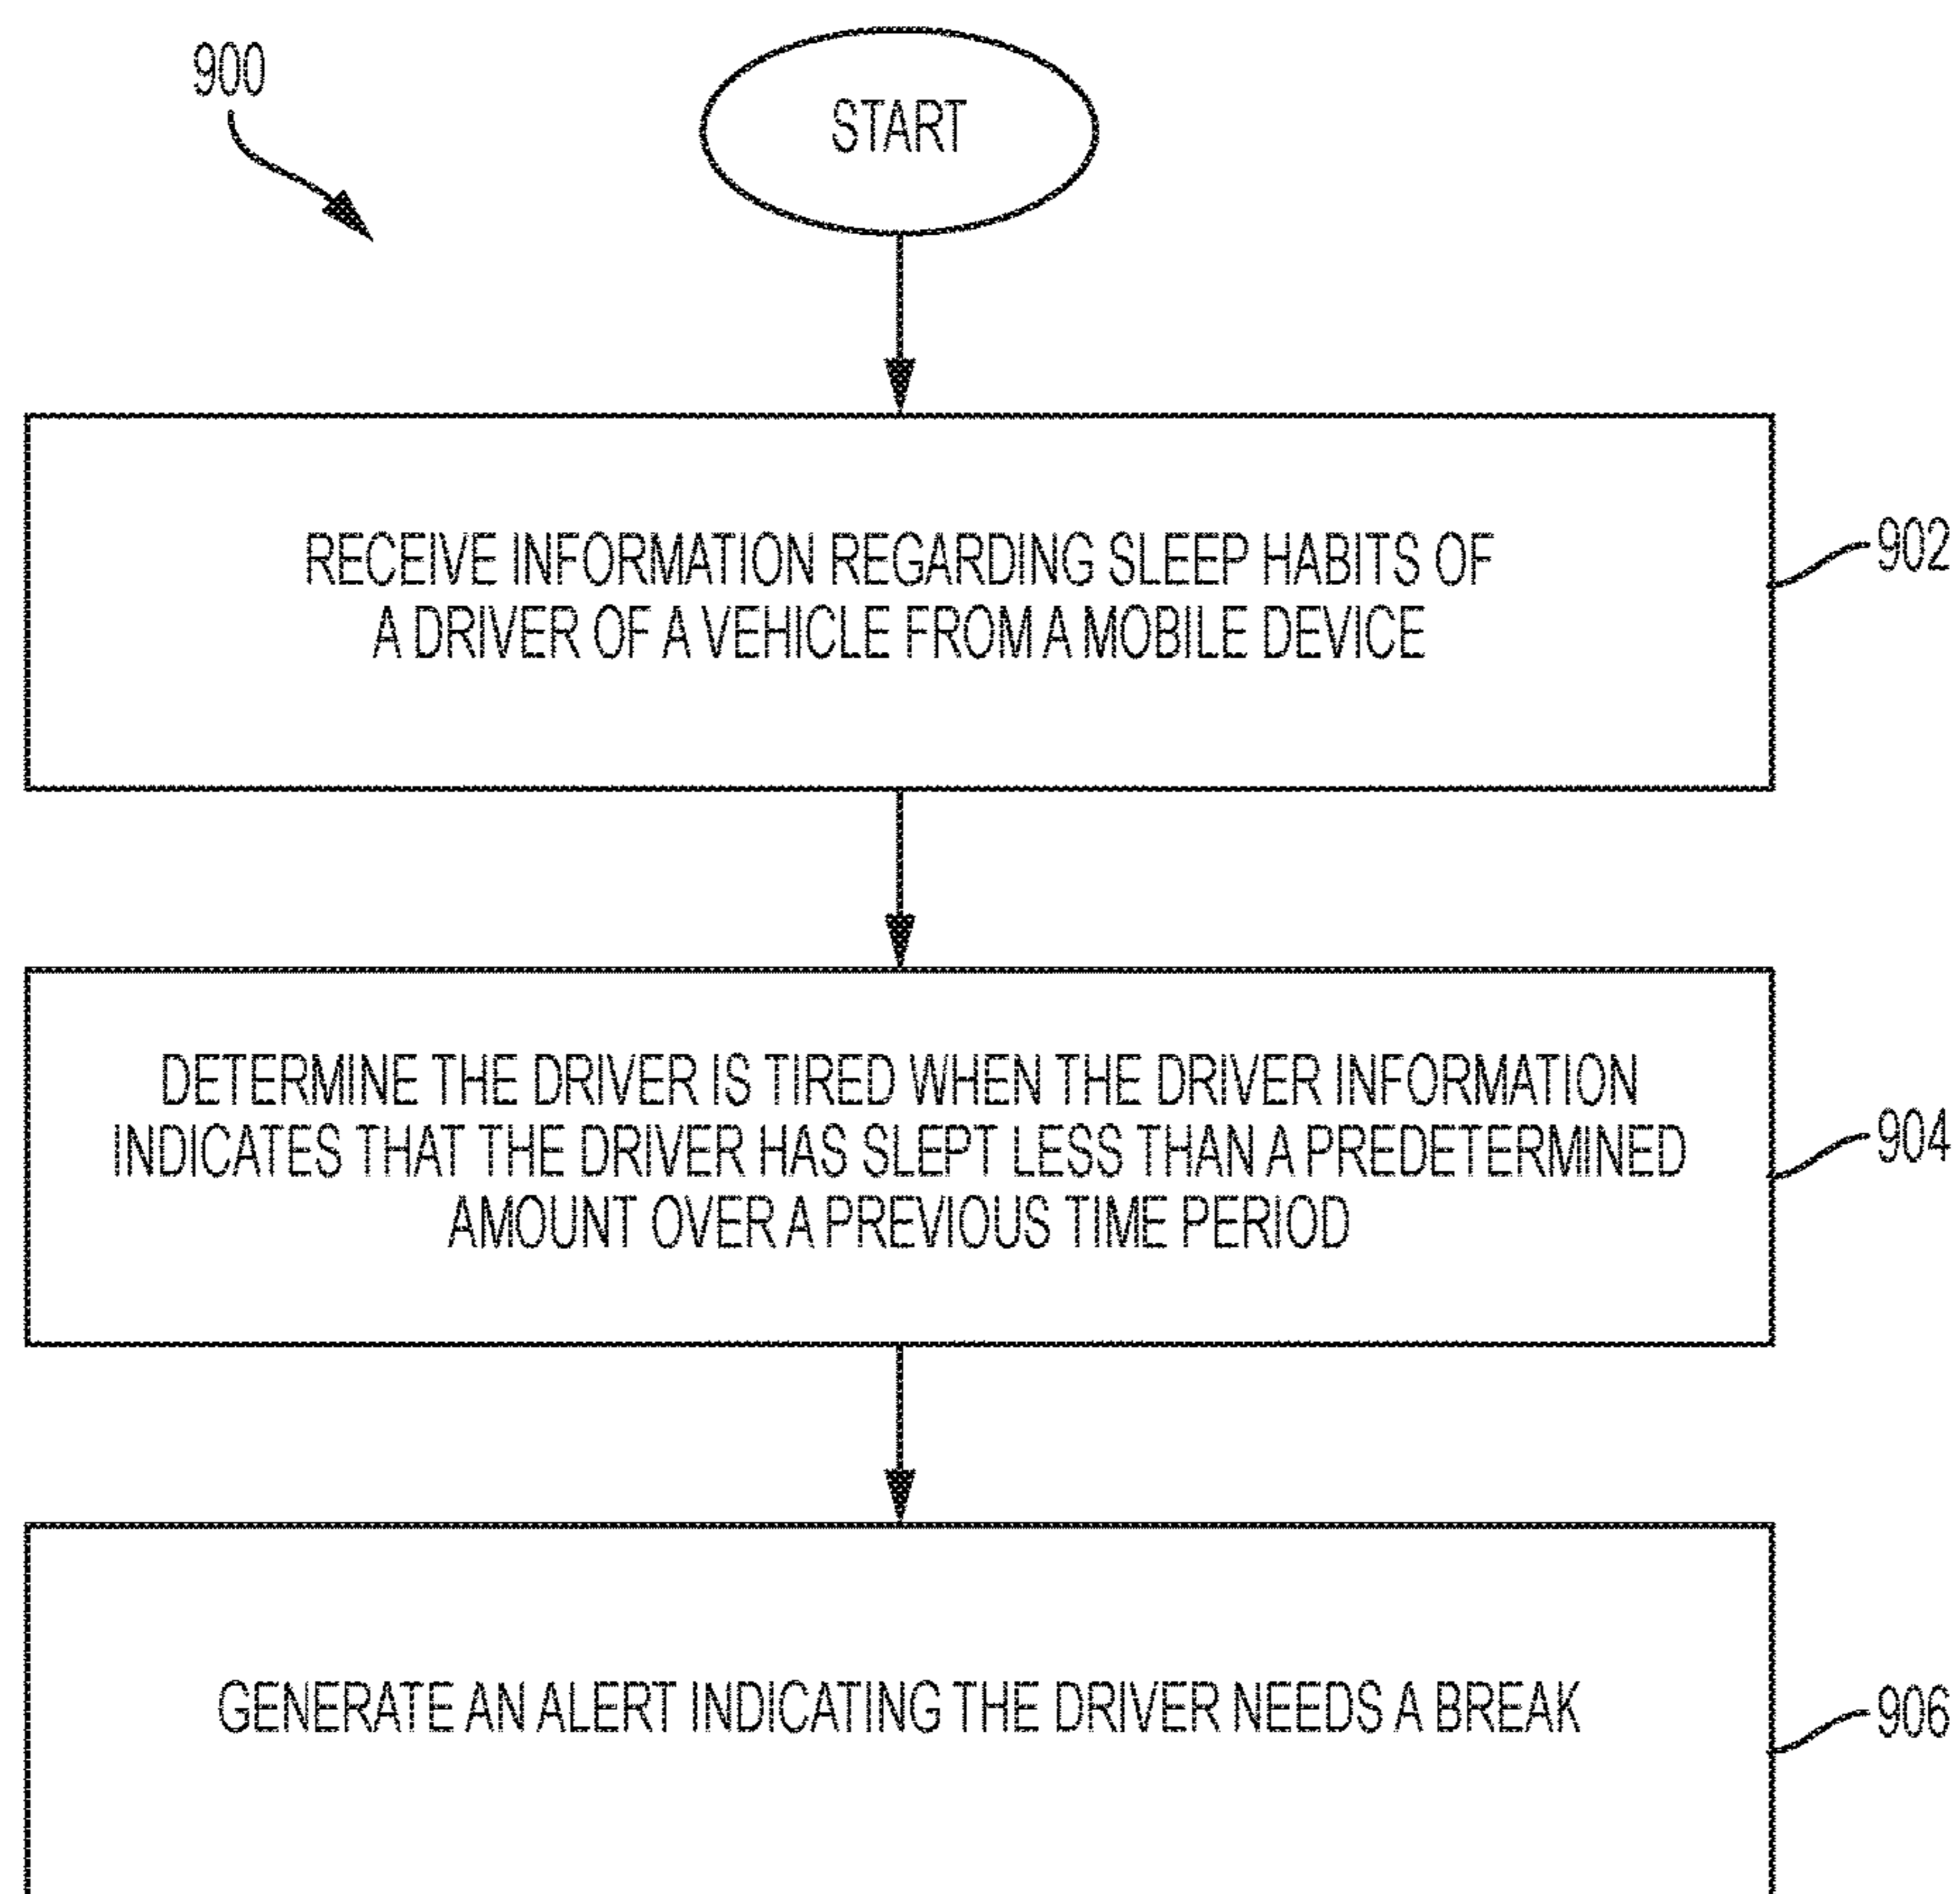 900
START
RECEIVE INFORMATION REGARDING SLEEP HABITS OF
A DRIVER OF A VEHICLE FROM A MOBILE DEVICE
902
DETERMINE THE DRIVER IS TIRED WHEN THE DRIVER INFORMATION
INDICATES THAT THE DRIVER HAS SLEPT LESS THAN A PREDETERMINED
AMOUNT OVER A PREVIOUS TIME PERIOD
904
GENERATE AN ALERT INDICATING THE DRIVER NEEDS A BREAK
906